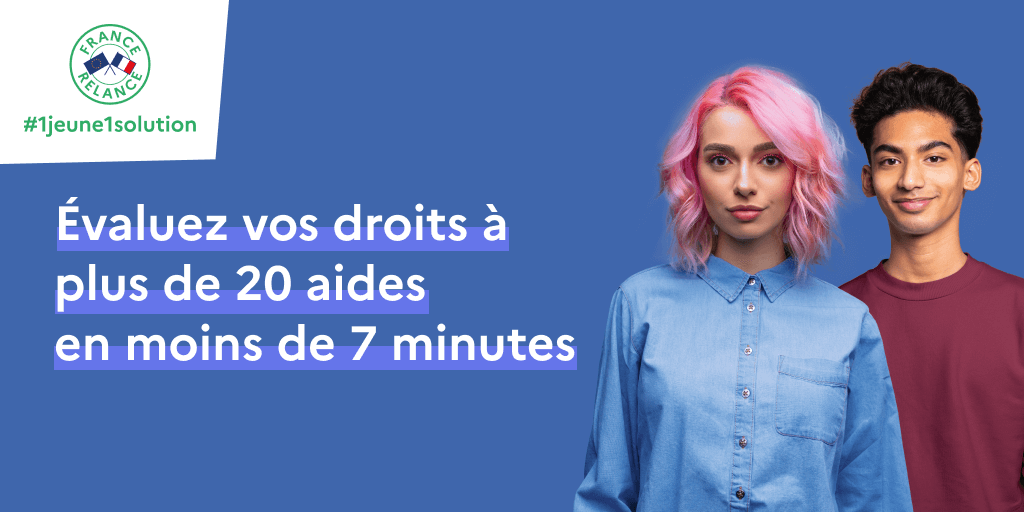 FRANCE
RELANCE
#1jeune1solution
Évaluez vos droits à
plus de 20 aides
en moins de 7 minutes